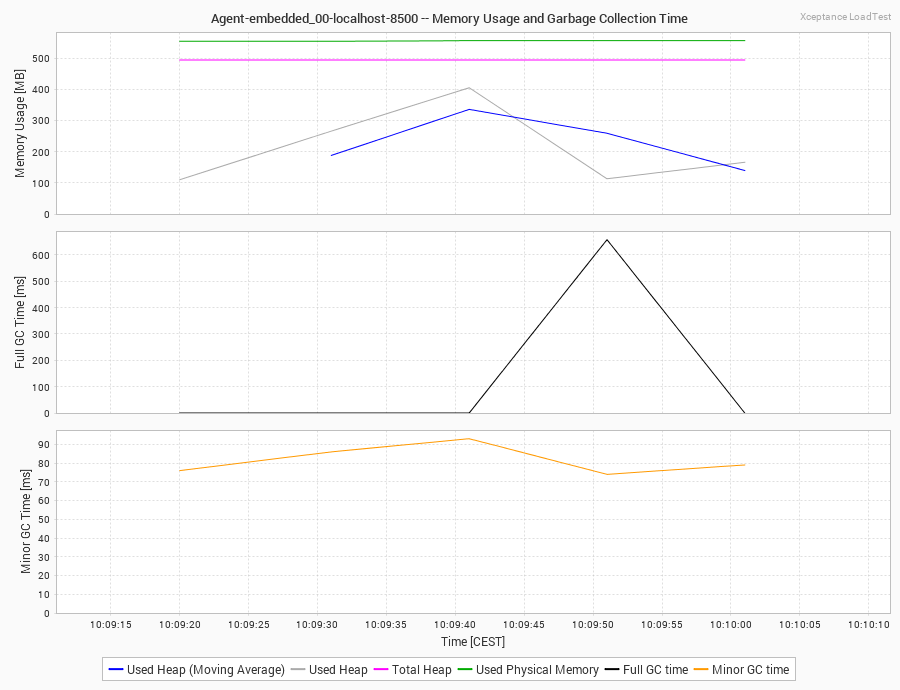 Agent-embedded_00-localhost-8500 -- Memory Usage and Garbage Collection Time
Xceptance LoadTest
Memory Usage [MB]
500
400
300
200
100
0
Full GC Time [ms]
600
500
400
300
200
100
0
Minor GC Time [ms]
90
80
70
60
50
40
30
20
10
0
10:09:15 10:09:20 10:09:25 10:09:30 10:09:35 10:09:40 10:09:45 10:09:50 10:09:55 10:10:00 10:10:05 10:10:10
Time [CEST]
Used Heap (Moving Average) Used Heap Total Heap Used Physical Memory Full GC time Minor GC time